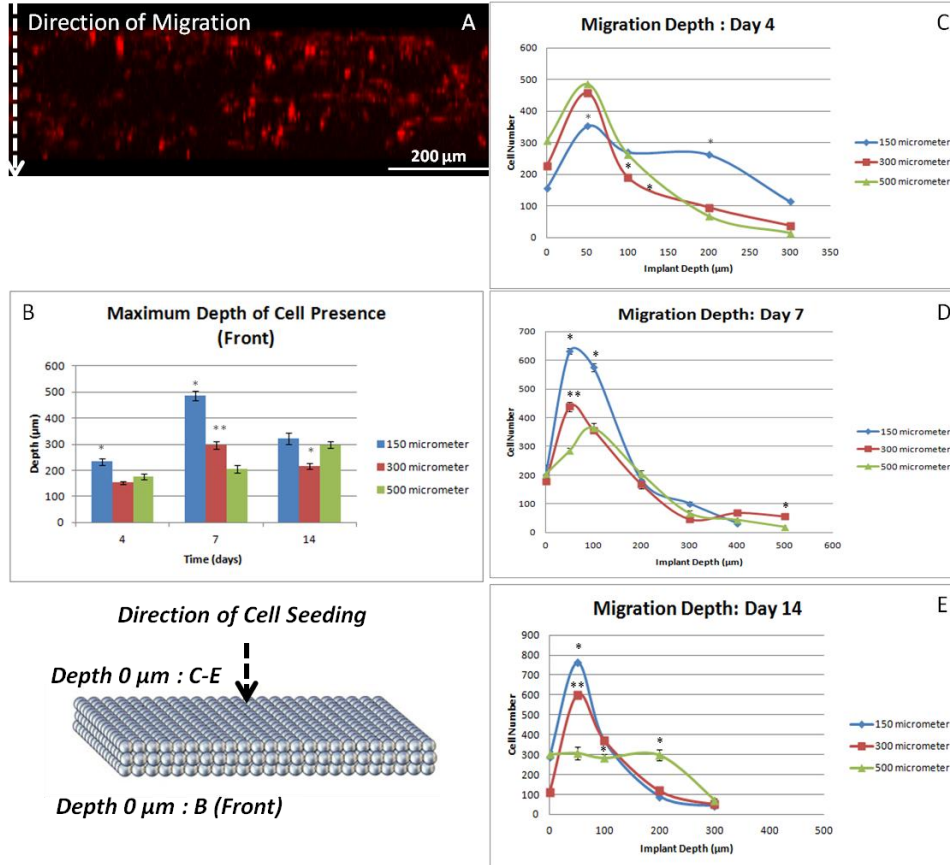 Direction of Migration
A
200 µm
B
Maximum Depth of Cell Presence
(Front)
600
500
400
300
200
100
0
Depth (µm)
*
*
**
*
4
7
14
Time (days)
150 micrometer
300 micrometer
500 micrometer
Direction of Cell Seeding
Depth 0 µm : C-E
Depth 0 µm : B (Front)
C
Migration Depth : Day 4
600
500
400
300
200
100
0
Cell Number
*
*
*
*
0
50
100
150
200
250
300
350
Implant Depth (µm)
150 micrometer
300 micrometer
500 micrometer
D
Migration Depth: Day 7
700
600
500
400
300
200
100
0
Cell Number
*
*
**
*
0
100
200
300
400
500
600
Implant Depth (µm)
150 micrometer
300 micrometer
500 micrometer
E
Migration Depth: Day 14
900
800
700
600
500
400
300
200
100
0
Cell Number
*
**
*
*
0
100
200
300
400
500
Implant Depth (µm)
150 micrometer
300 micrometer
500 micrometer